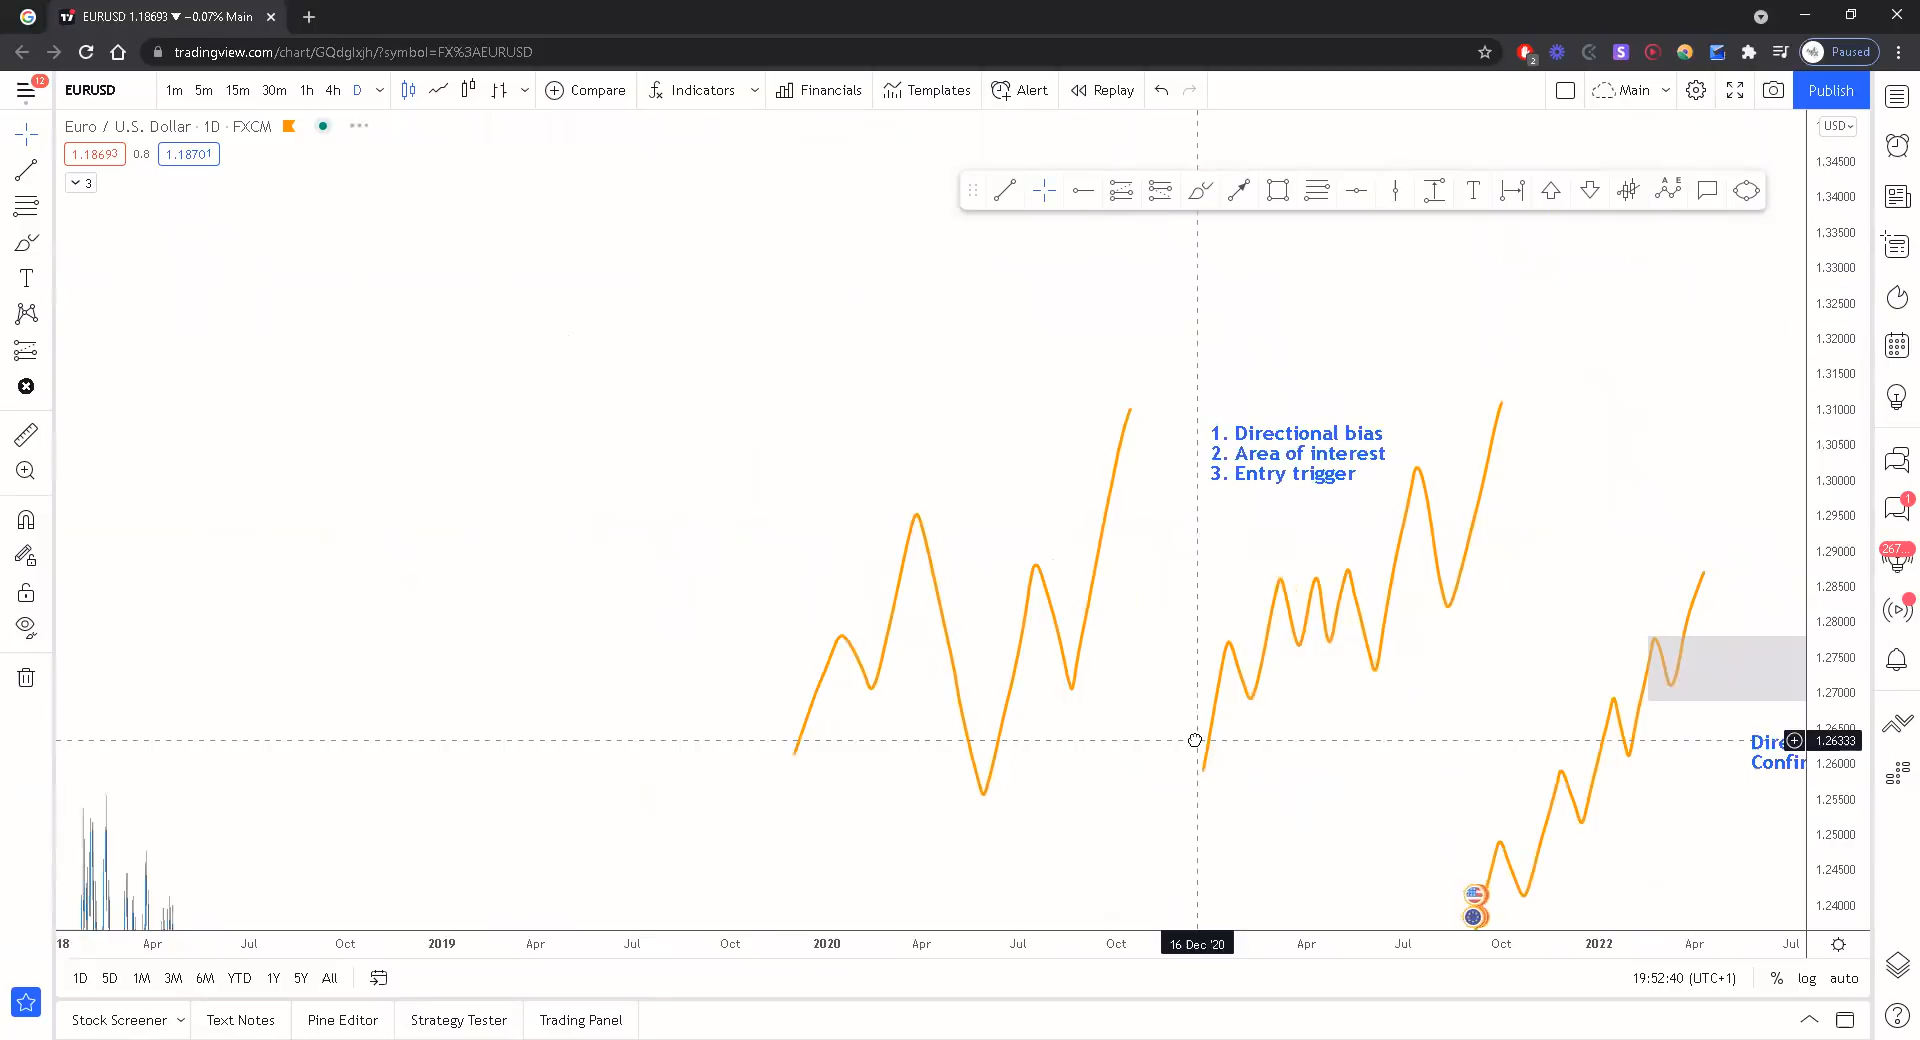 EURUSD 1.18693 ▼ −0.07% Main
tradingview.com/chart/GQdglxjh/?symbol=FX%3AEURUSD
2
Paused
12
EURUSD 1m 5m 15m 30m 1h 4h D Compare Indicators Financials Templates Alert Replay Main Publish
Euro / U.S. Dollar · 1D · FXCM
USD
1.18693 0.8 1.18701
3
1.34500
1.34000
1.33500
1.33000
1.32500
1.32000
1.31500
1.31000
1.30500
1.30000
1.29500
1.29000
1.28500
1.28000
1.27500
1.27000
1.26500
1.26333
1.26000
1.25500
1.25000
1.24500
1.24000
T
A E
T
1. Directional bias
2. Area of interest
3. Entry trigger
1
267...
Dire
Confir
18 Apr Jul Oct 2019 Apr Jul Oct 2020 Apr Jul Oct 16 Dec '20 Apr Jul Oct 2022 Apr Jul
1D 5D 1M 3M 6M YTD 1Y 5Y All 19:52:40 (UTC+1) % log auto
Stock Screener Text Notes Pine Editor Strategy Tester Trading Panel